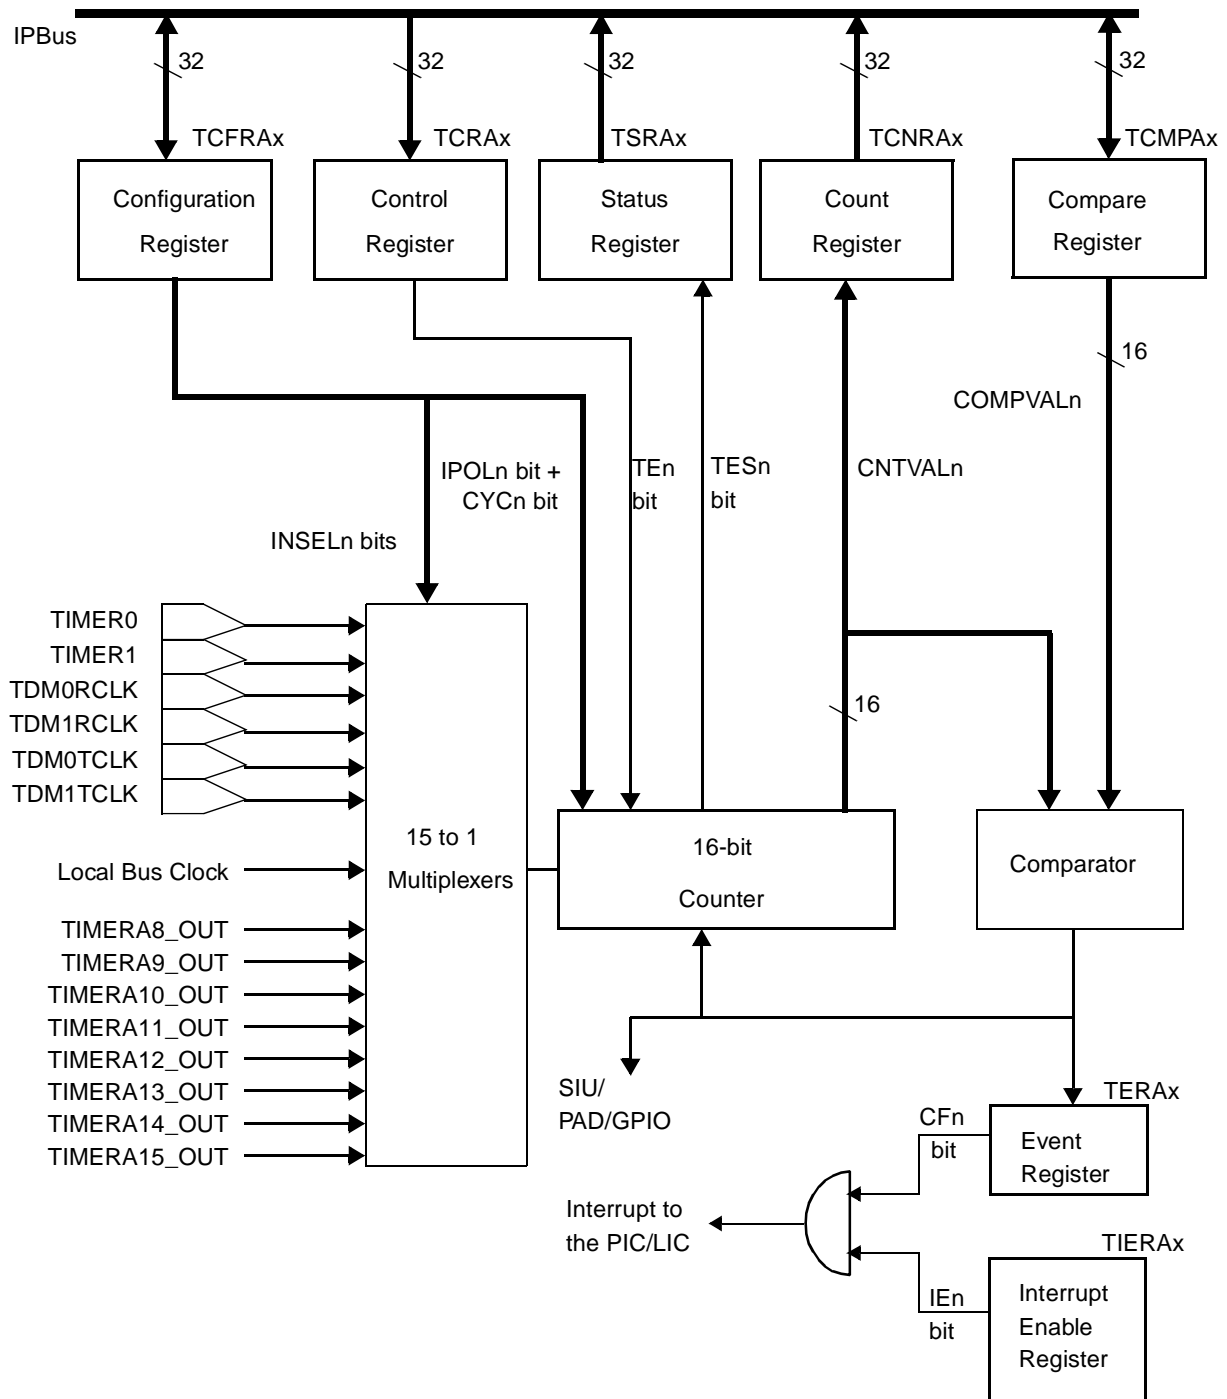 IPBus
32
32
32
32
32
TCFRAx
TCRAx
TSRAx
TCNRAx
TCMPAx
Configuration
Register
Control
Register
Status
Register
Count
Register
Compare
Register
16
COMPVALn
IPOLn bit +
CYCn bit
TEn
bit
TESn
bit
CNTVALn
INSELn bits
TIMER0
TIMER1
TDM0RCLK
TDM1RCLK
TDM0TCLK
TDM1TCLK
16
15 to 1
Multiplexers
16-bit
Counter
Comparator
Local Bus Clock
TIMERA8_OUT
TIMERA9_OUT
TIMERA10_OUT
TIMERA11_OUT
TIMERA12_OUT
TIMERA13_OUT
TIMERA14_OUT
TIMERA15_OUT
SIU/
PAD/GPIO
TERAx
CFn
bit
Event
Register
Interrupt to
the PIC/LIC
TIERAx
IEn
bit
Interrupt
Enable
Register